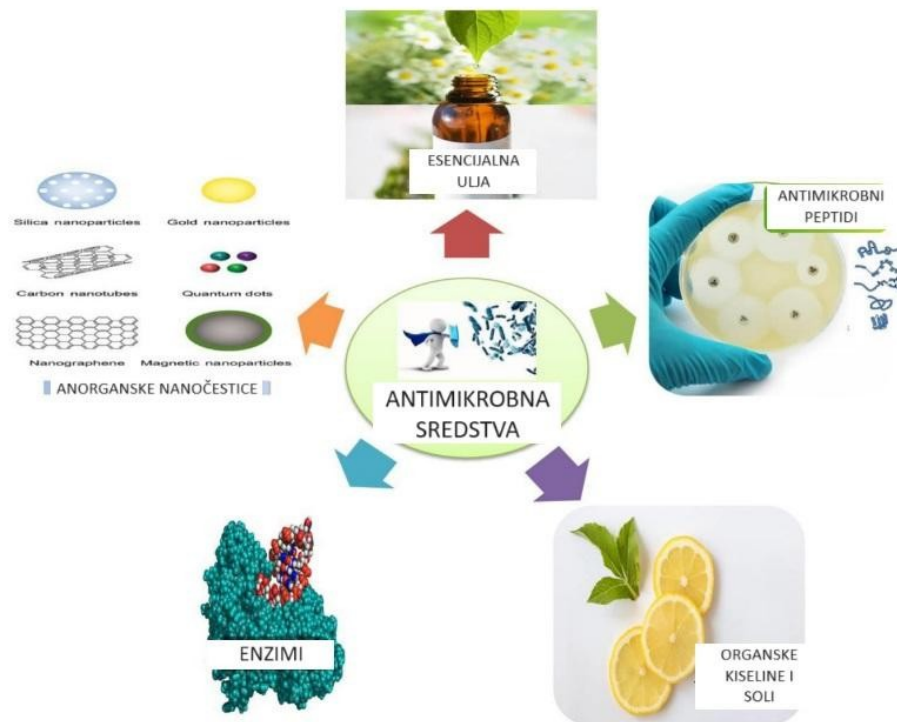 ESENCIJALNA
ULJA
ANTIMIKROBNI
PEPTIDI
Silica nanoparticles
Gold nanoparticles
Carbon nanotubes
Quantum dots
Nanographene
Magnetic nanoparticles
ANORGANSKE NANOČESTICE
ANTIMIKROBNA
SREDSTVA
ENZIMI
ORGANSKE
KISELINE I
SOLI